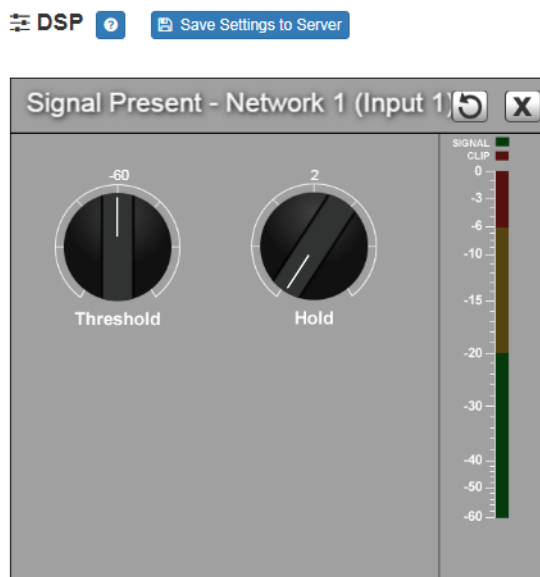 DSP ? Save Settings to Server
Signal Present - Network 1 (Input 1) X
SIGNAL
CLIP
-60
2
Threshold
Hold
0
-3
-6
-10
-15
-20
-30
-40
-50
-60